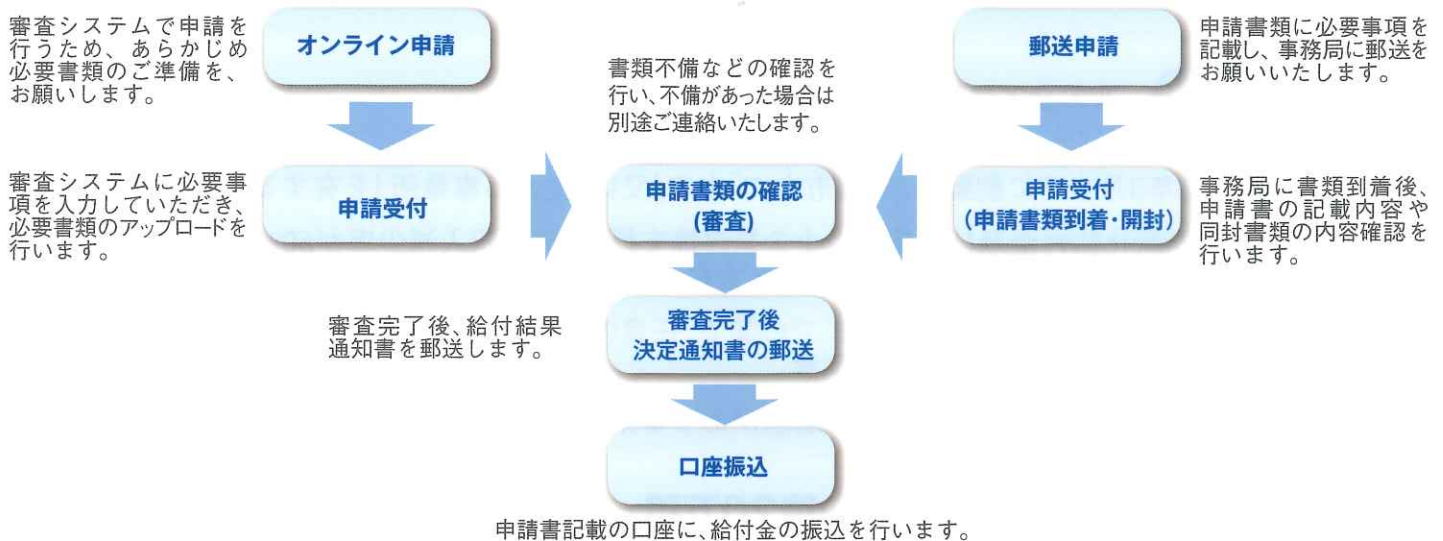 審査システムで申請を
行うため、あらかじめ
必要書類のご準備を、
お願いします。
オンライン申請
審査システムに必要事
項を入力していただき、
必要書類のアップロードを
行います。
申請受付
書類不備などの確認を
行い、不備があった場合は
別途ご連絡いたします。
申請書類の確認
(審査)
郵送申請
申請書類に必要事項を
記載し、事務局に郵送を
お願いいたします。
申請受付
(申請書類到着・開封)
事務局に書類到着後、
申請書の記載内容や
同封書類の内容確認を
行います。
審査完了後、給付結果
通知書を郵送します。
審査完了後
決定通知書の郵送
口座振込
申請書記載の口座に、給付金の振込を行います。